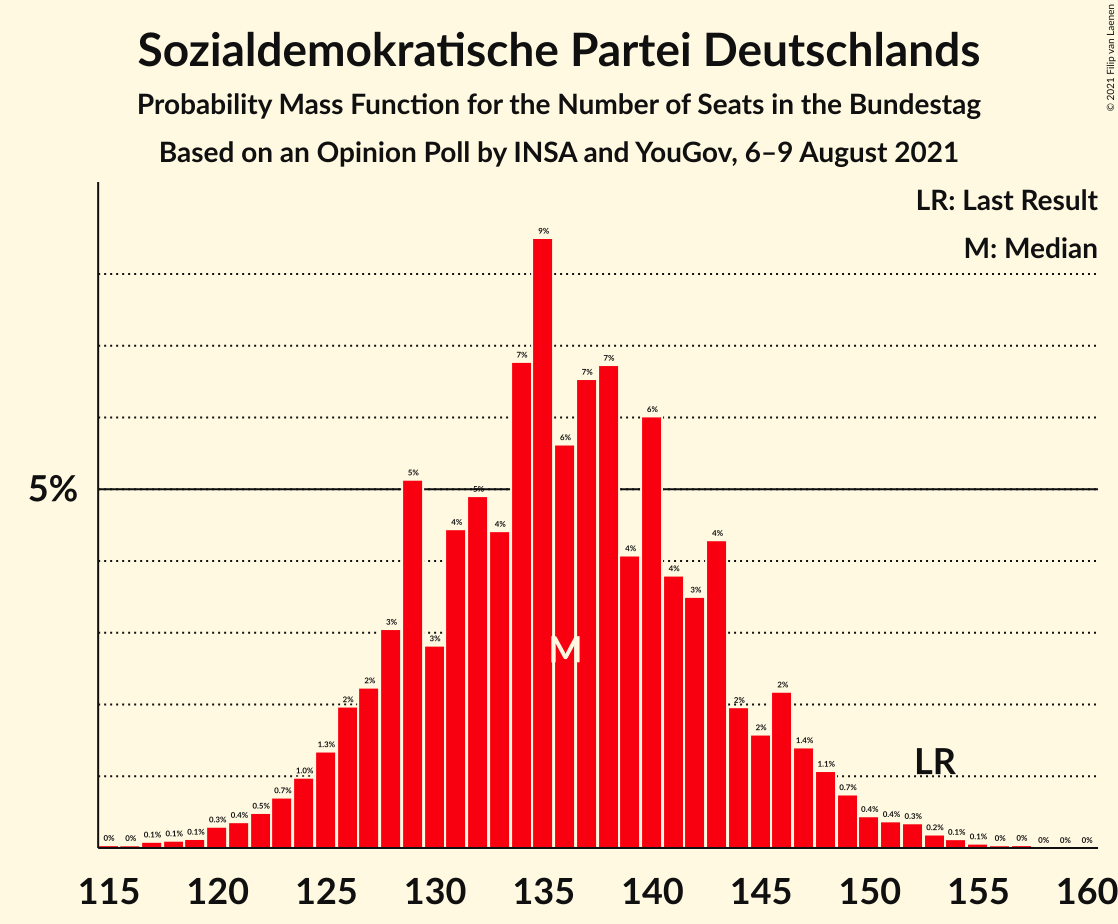 © 2021 Filip van Laenen
Sozialdemokratische Partei Deutschlands
Probability Mass Function for the Number of Seats in the Bundestag
Based on an Opinion Poll by INSA and YouGov, 6–9 August 2021
LR: Last Result
M: Median
5%
0% 0% 0.1% 0.1% 0.1% 0.3% 0.4% 0.5% 0.7% 1.0% 1.3% 2% 2% 3% 5% 3% 4% 5% 4% 7% 9% 6% 7% 7% 4% 6% 4% 3% 4% 2% 2% 2% 1.4% 1.1% 0.7% 0.4% 0.4% 0.3% 0.2% 0.1% 0.1% 0% 0% 0% 0% 0%
M
LR
115 120 125 130 135 140 145 150 155 160